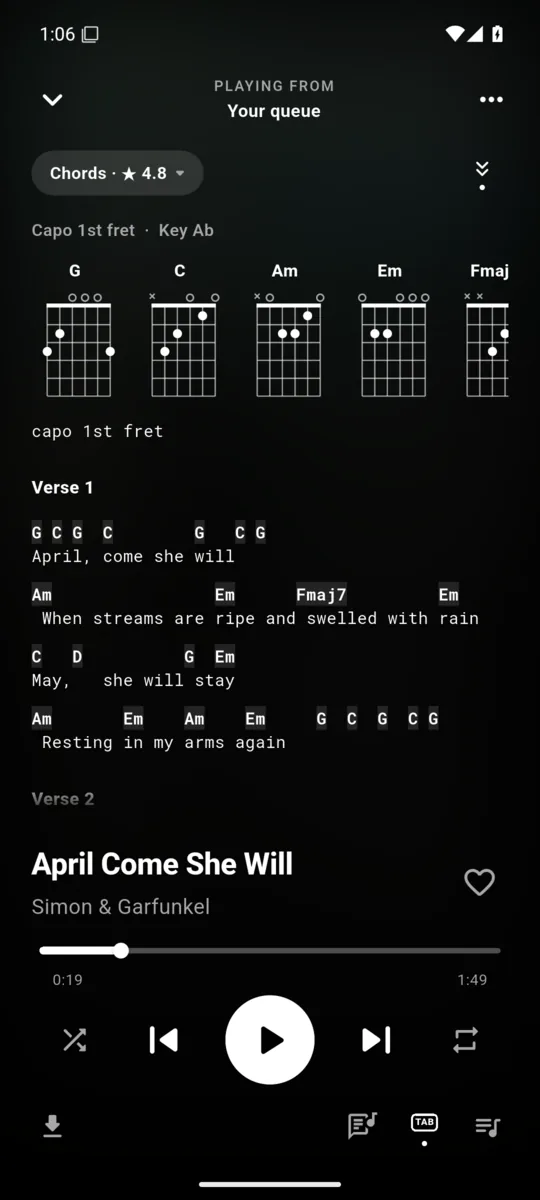 1:06
PLAYING FROM
Your queue
Chords · ★ 4.8
Capo 1st fret · Key Ab
G C Am Em Fmaj
capo 1st fret
Verse 1
G C G C G C G
April, come she will
Am Em Fmaj7 Em
When streams are ripe and swelled with rain
C D G Em
May, she will stay
Am Em Am Em G C G C G
Resting in my arms again
Verse 2
April Come She Will
Simon & Garfunkel
0:19 1:49
TAB